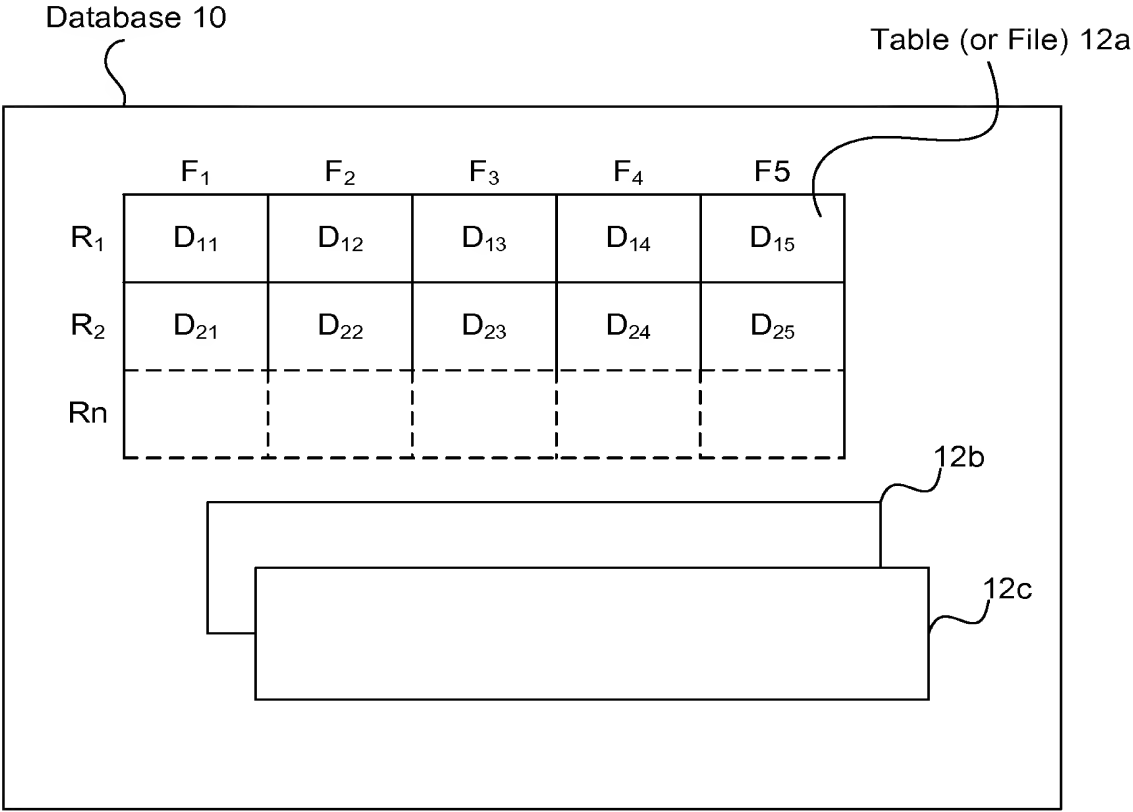 Database 10
Table (or File) 12a
F₁ F₂ F₃ F₄ F5
R₁ D₁₁ D₁₂ D₁₃ D₁₄ D₁₅
R₂ D₂₁ D₂₂ D₂₃ D₂₄ D₂₅
Rn
12b
12c